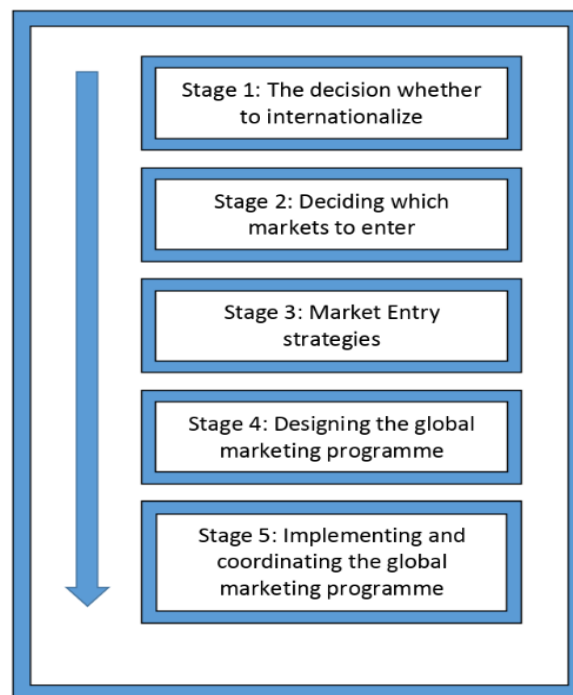 Stage 1: The decision whether
to internationalize
Stage 2: Deciding which
markets to enter
Stage 3: Market Entry
strategies
Stage 4: Designing the global
marketing programme
Stage 5: Implementing and
coordinating the global
marketing programme